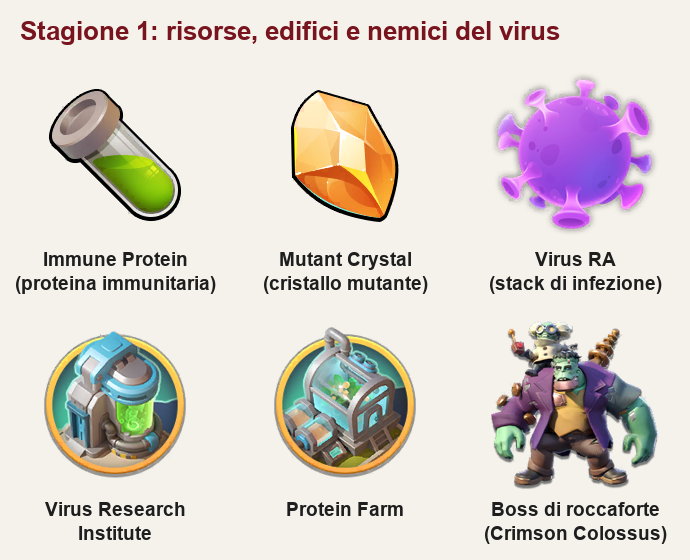 Stagione 1: risorse, edifici e nemici del virus
Immune Protein
(proteina immunitaria)
Mutant Crystal
(cristallo mutante)
Virus RA
(stack di infezione)
Virus Research
Institute
Protein Farm
Boss di roccaforte
(Crimson Colossus)